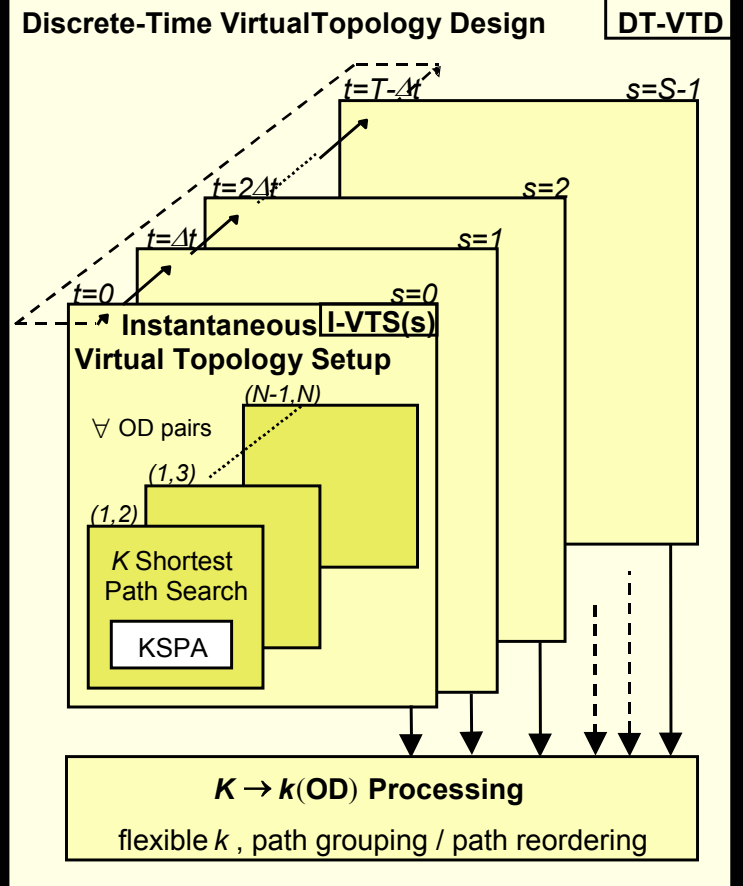 Discrete-Time VirtualTopology Design
DT-VTD
t=T-Δt
s=S-1
t=2Δt
s=2
t=Δt
s=1
t=0
s=0
Instantaneous I-VTS(s)
Virtual Topology Setup
(N-1,N)
∀ OD pairs
(1,3)
(1,2)
K Shortest
Path Search
KSPA
K → k(OD) Processing
flexible k , path grouping / path reordering